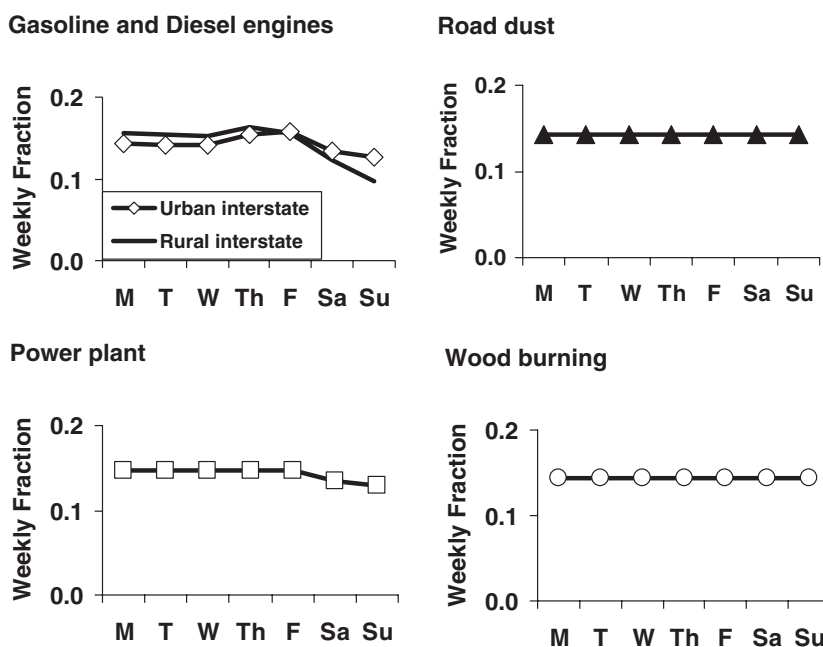 Gasoline and Diesel engines
Weekly Fraction
0.2
0.1
0.0
Urban interstate
Rural interstate
M T W Th F Sa Su
Road dust
Weekly Fraction
0.2
0.1
0.0
M T W Th F Sa Su
Power plant
Weekly Fraction
0.2
0.1
0.0
M T W Th F Sa Su
Wood burning
Weekly Fraction
0.2
0.1
0.0
M T W Th F Sa Su